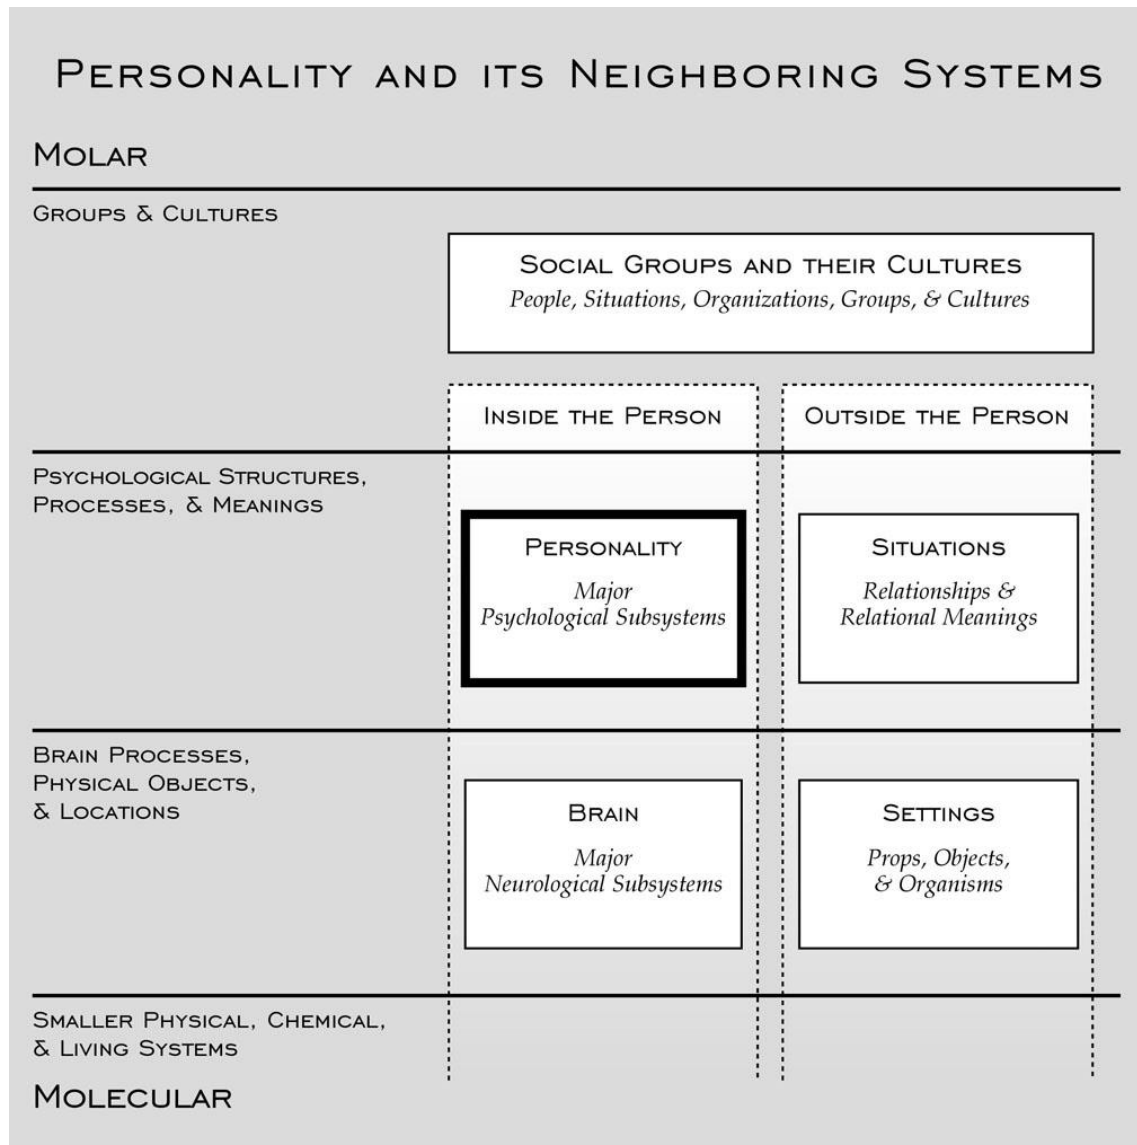 Personality and its Neighboring Systems
Molar
Groups & Cultures
Social Groups and their Cultures
People, Situations, Organizations, Groups, & Cultures
Inside the Person
Outside the Person
Psychological Structures,
Processes, & Meanings
Personality
Major
Psychological Subsystems
Situations
Relationships &
Relational Meanings
Brain Processes,
Physical Objects,
& Locations
Brain
Major
Neurological Subsystems
Settings
Props, Objects,
& Organisms
Smaller Physical, Chemical,
& Living Systems
Molecular